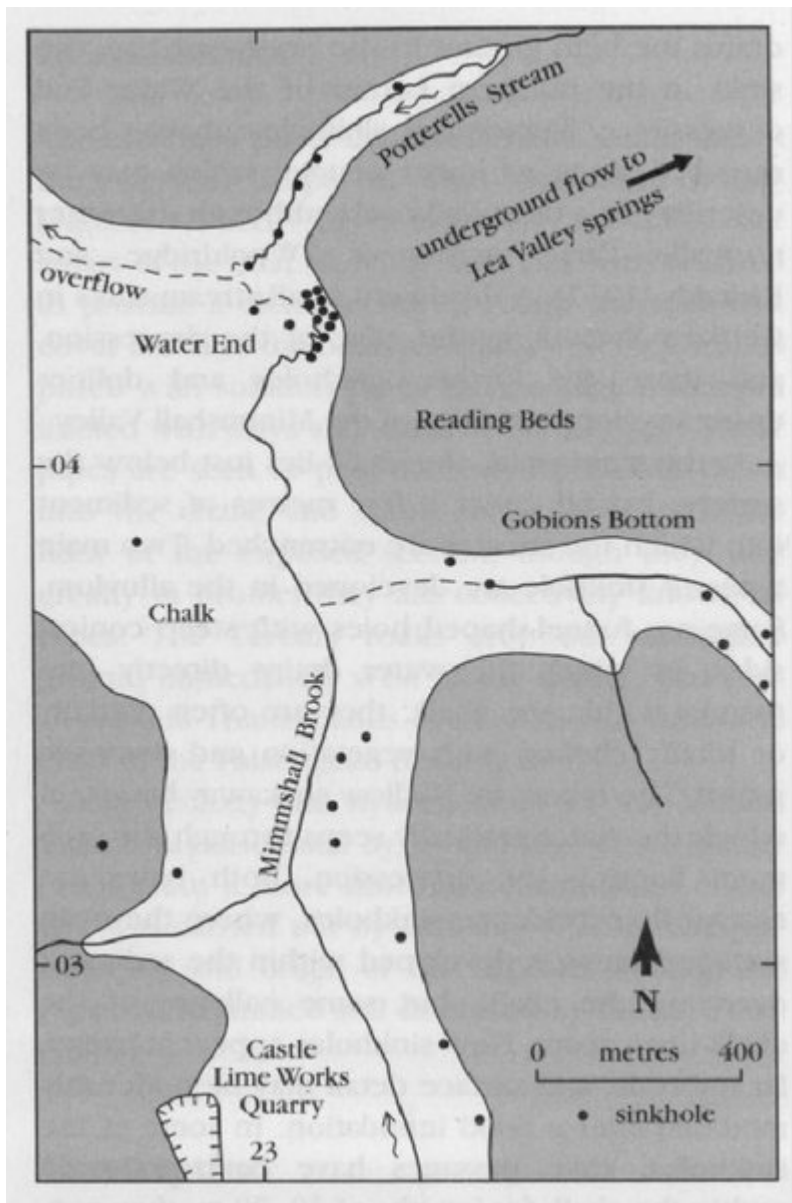 Potterells Stream
underground flow to
Lea Valley springs
overflow
Water End
Reading Beds
04
Gobions Bottom
Chalk
Mimmshall Brook
03
N
Castle
Lime Works
Quarry
23
0 metres 400
sinkhole